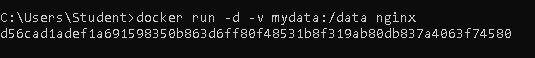 C:\Users\Student>docker run -d -v mydata:/data nginx
d56cad1adef1a691598350b863d6ff80f48531b8f319ab80db837a4063f74580